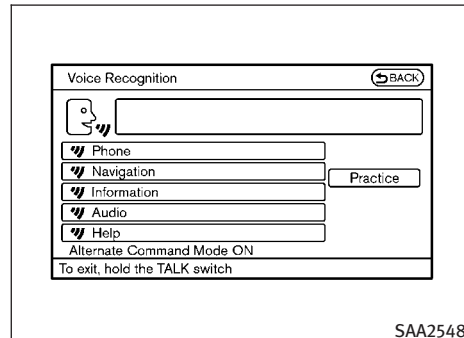 Voice Recognition
BACK
Phone
Navigation
Practice
Information
Audio
Help
Alternate Command Mode ON
To exit, hold the TALK switch
SAA2548